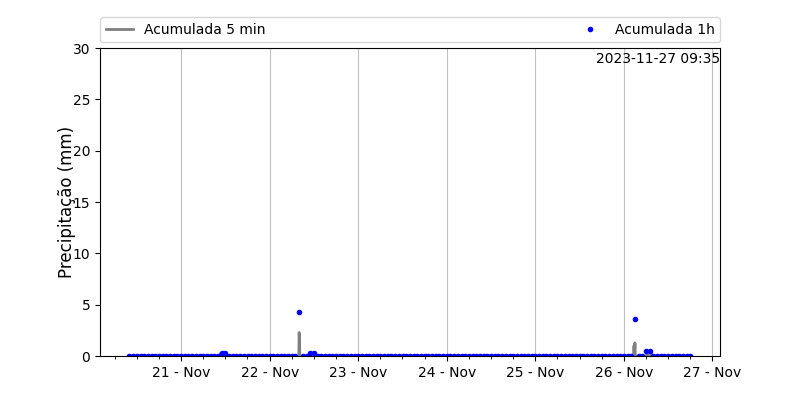 Acumulada 5 min
Acumulada 1h
2023-11-27 09:35
Precipitação (mm)
30
25
20
15
10
5
0
21 - Nov
22 - Nov
23 - Nov
24 - Nov
25 - Nov
26 - Nov
27 - Nov